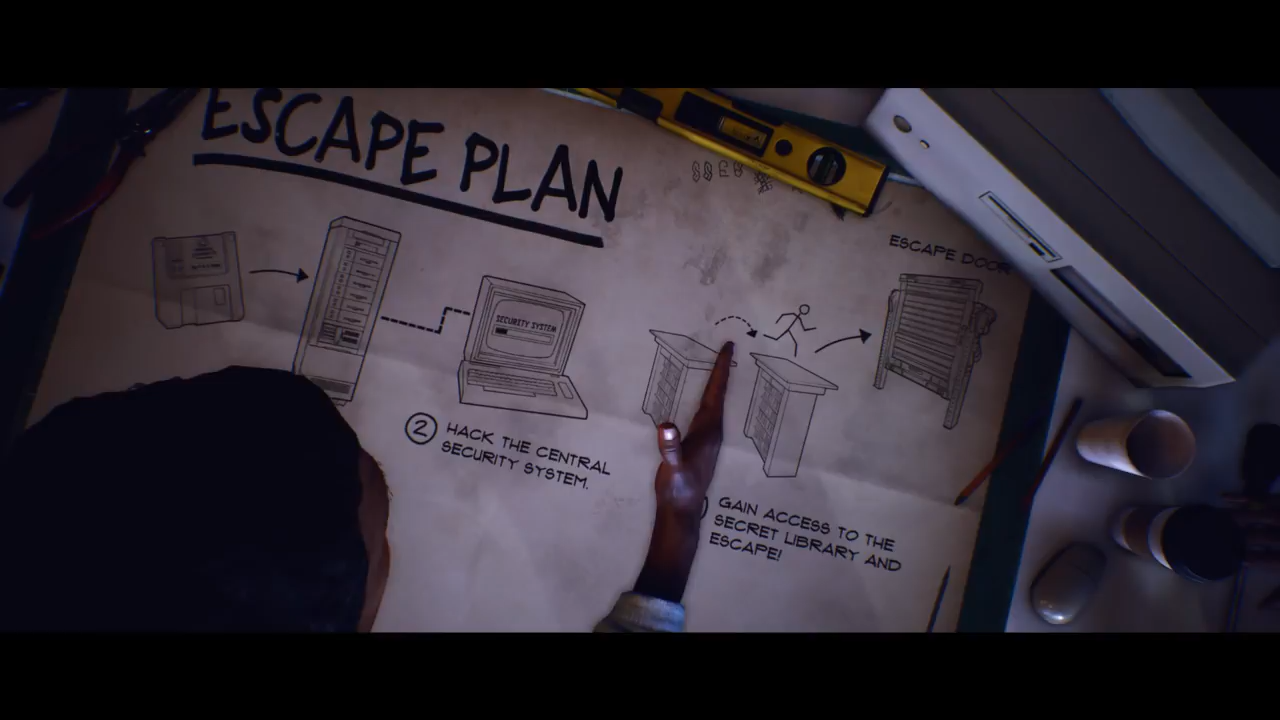 ESCAPE PLAN
ESCAPE DOOR
SECURITY SYSTEM
2 HACK THE CENTRAL
SECURITY SYSTEM.
GAIN ACCESS TO THE
SECRET LIBRARY AND
ESCAPE!